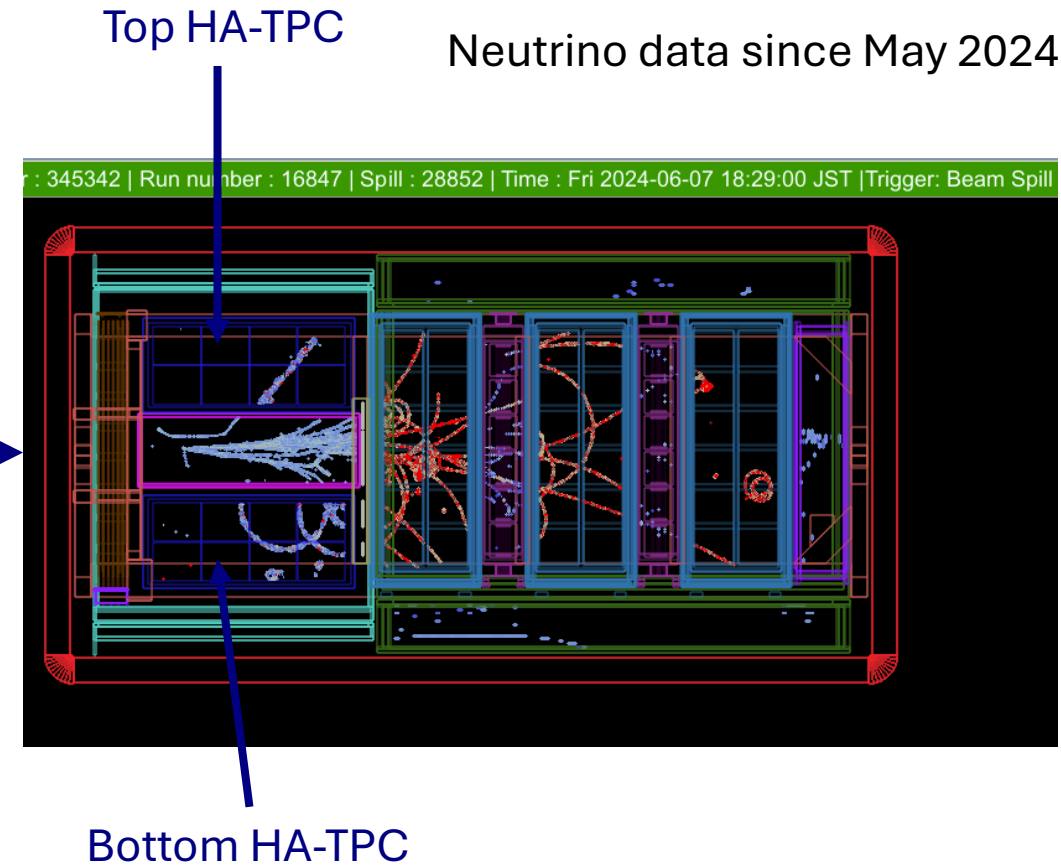 Top HA-TPC
Neutrino data since May 2024
r : 345342 | Run number : 16847 | Spill : 28852 | Time : Fri 2024-06-07 18:29:00 JST |Trigger: Beam Spill
Bottom HA-TPC